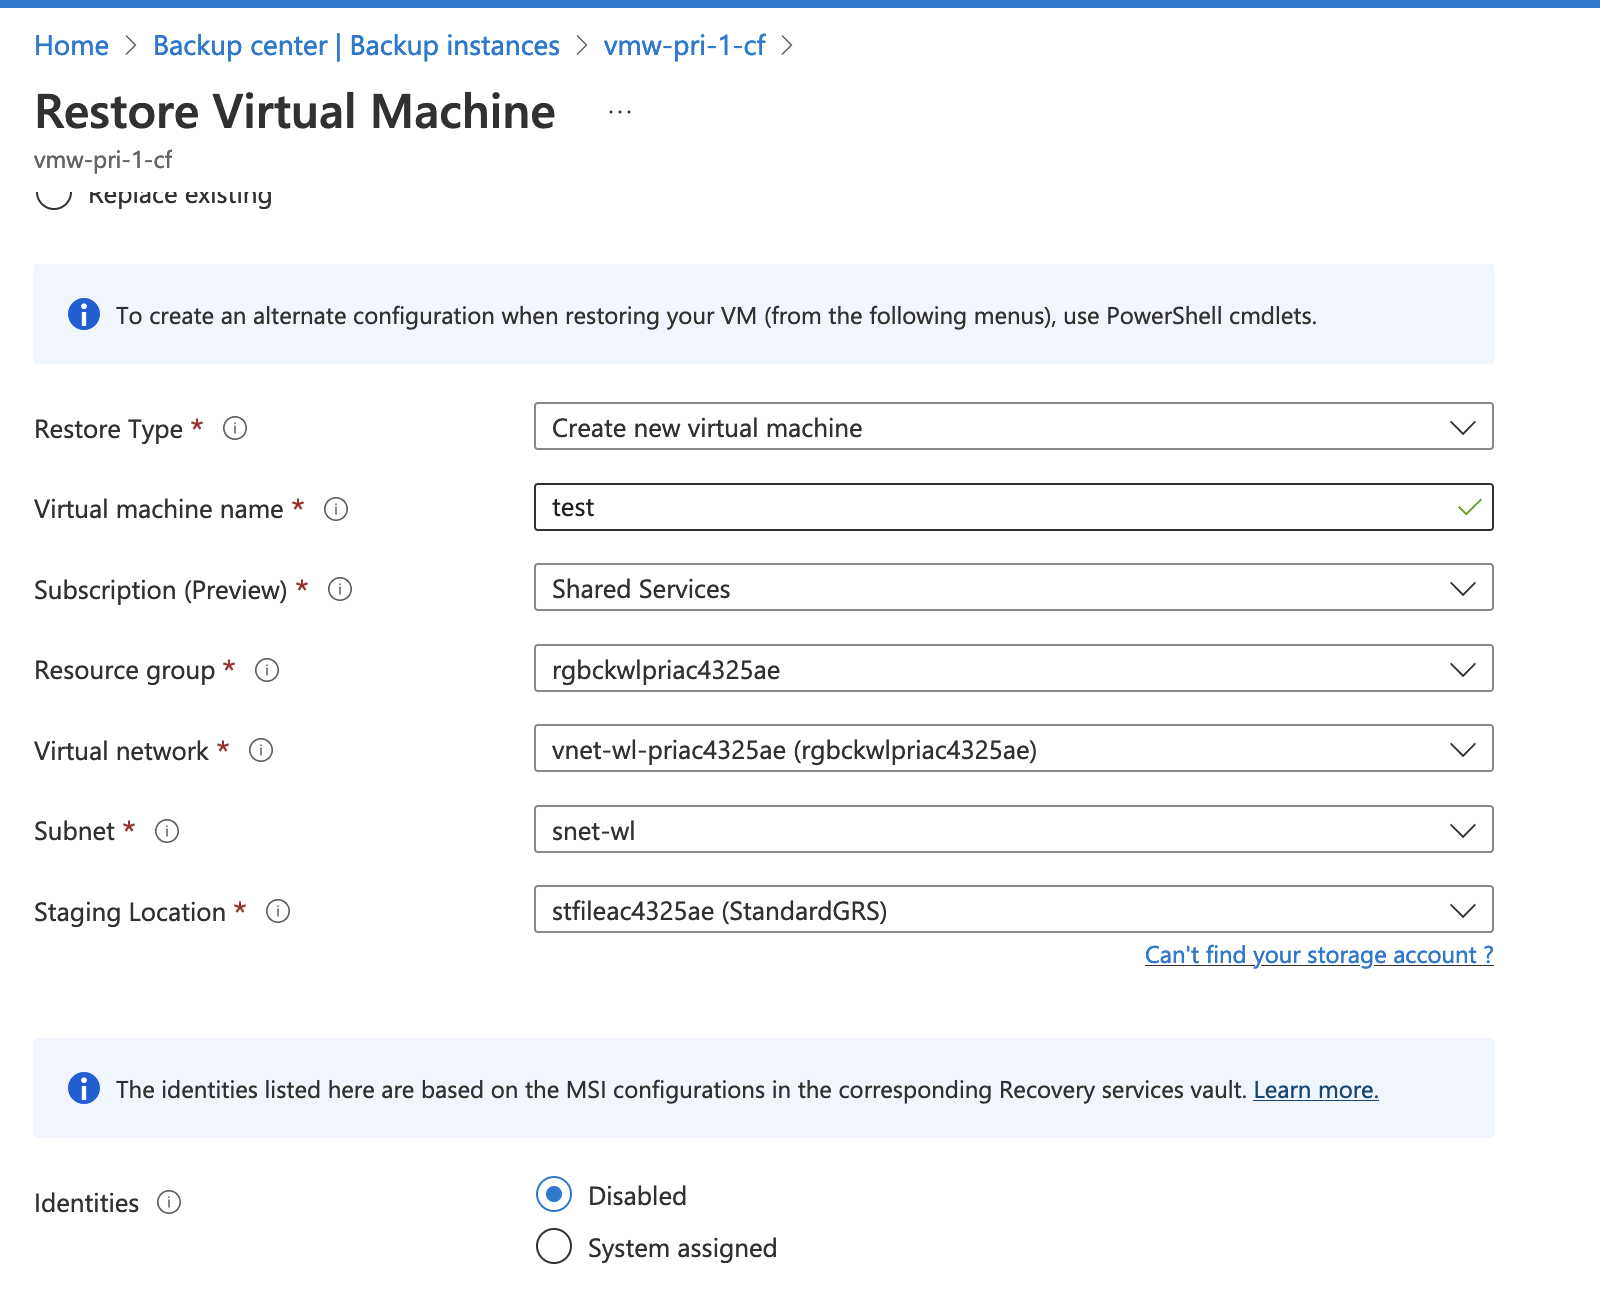 Home > Backup center | Backup instances > vmw-pri-1-cf >
Restore Virtual Machine ...
vmw-pri-1-cf
Replace existing
To create an alternate configuration when restoring your VM (from the following menus), use PowerShell cmdlets.
Restore Type * Create new virtual machine
Virtual machine name * test
Subscription (Preview) * Shared Services
Resource group * rgbckwlpriac4325ae
Virtual network * vnet-wl-priac4325ae (rgbckwlpriac4325ae)
Subnet * snet-wl
Staging Location * stfileac4325ae (StandardGRS)
Can't find your storage account ?
The identities listed here are based on the MSI configurations in the corresponding Recovery services vault. Learn more.
Identities Disabled
System assigned